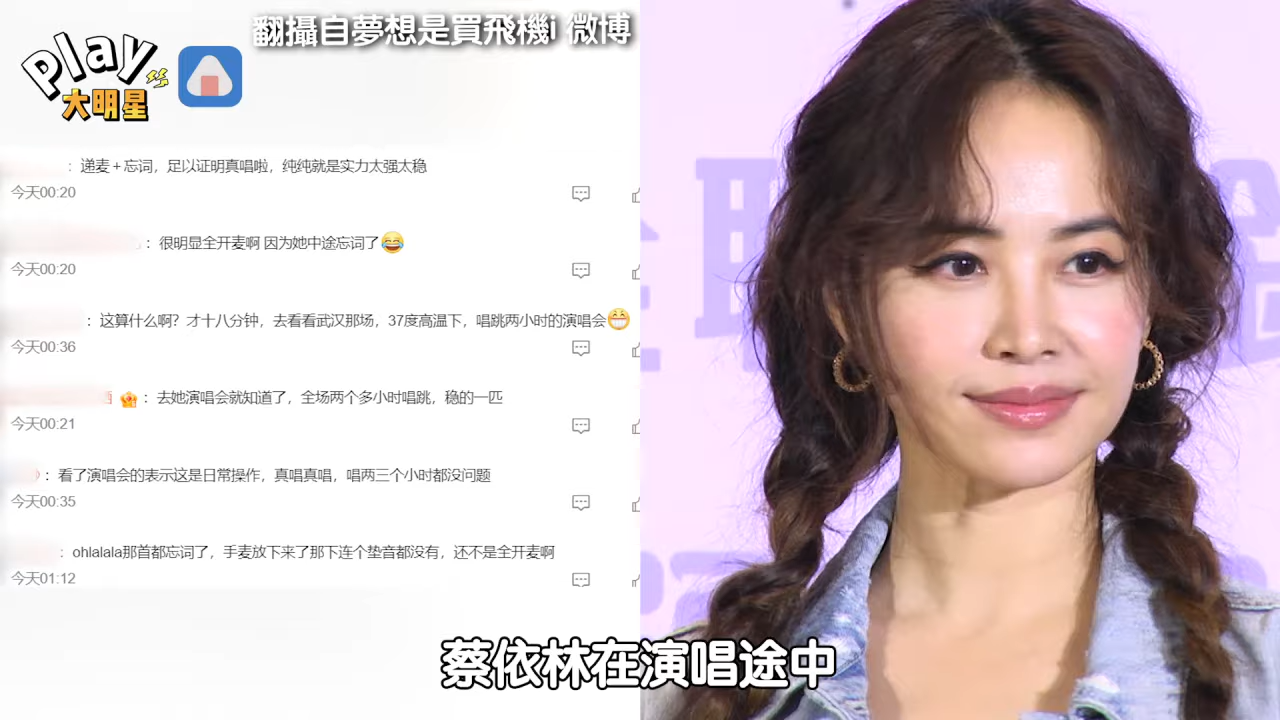 Play
大明星
翻攝自夢想是買飛機i 微博
：递麦＋忘词，足以证明真唱啦，纯纯就是实力太强太稳
今天00:20
：很明显全开麦啊 因为她中途忘词了
今天00:20
：这算什么啊？才十八分钟，去看看武汉那场，37度高温下，唱跳两小时的演唱会
今天00:36
：去她演唱会就知道了，全场两个多小时唱跳，稳的一匹
今天00:21
：看了演唱会的表示这是日常操作，真唱真唱，唱两三个小时都没问题
今天00:35
：ohlalala那首都忘词了，手麦放下来了那下连个垫音都没有，还不是全开麦啊
今天01:12
蔡依林在演唱途中